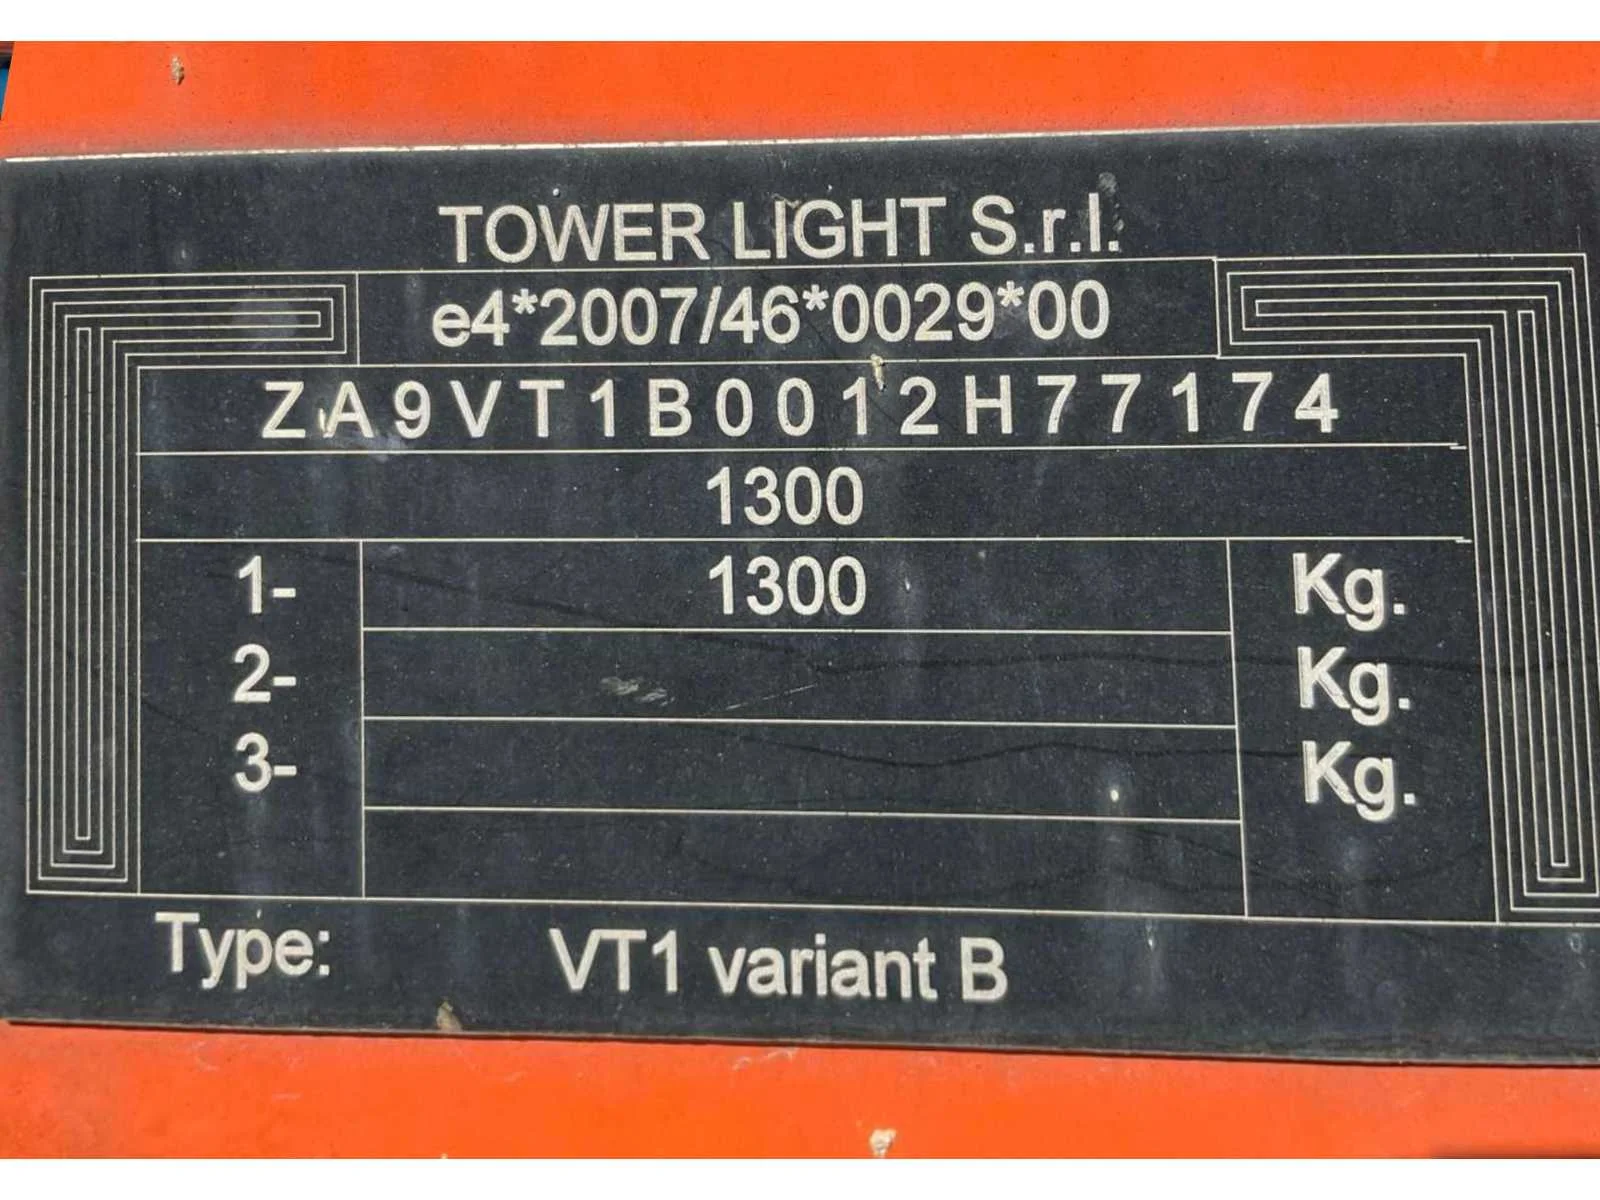 TOWER LIGHT S.r.l.
e4*2007/46*0029*00
ZA9VT1B0012H77174
1300
1- 1300 Kg.
2- Kg.
3- Kg.
Type: VT1 variant B